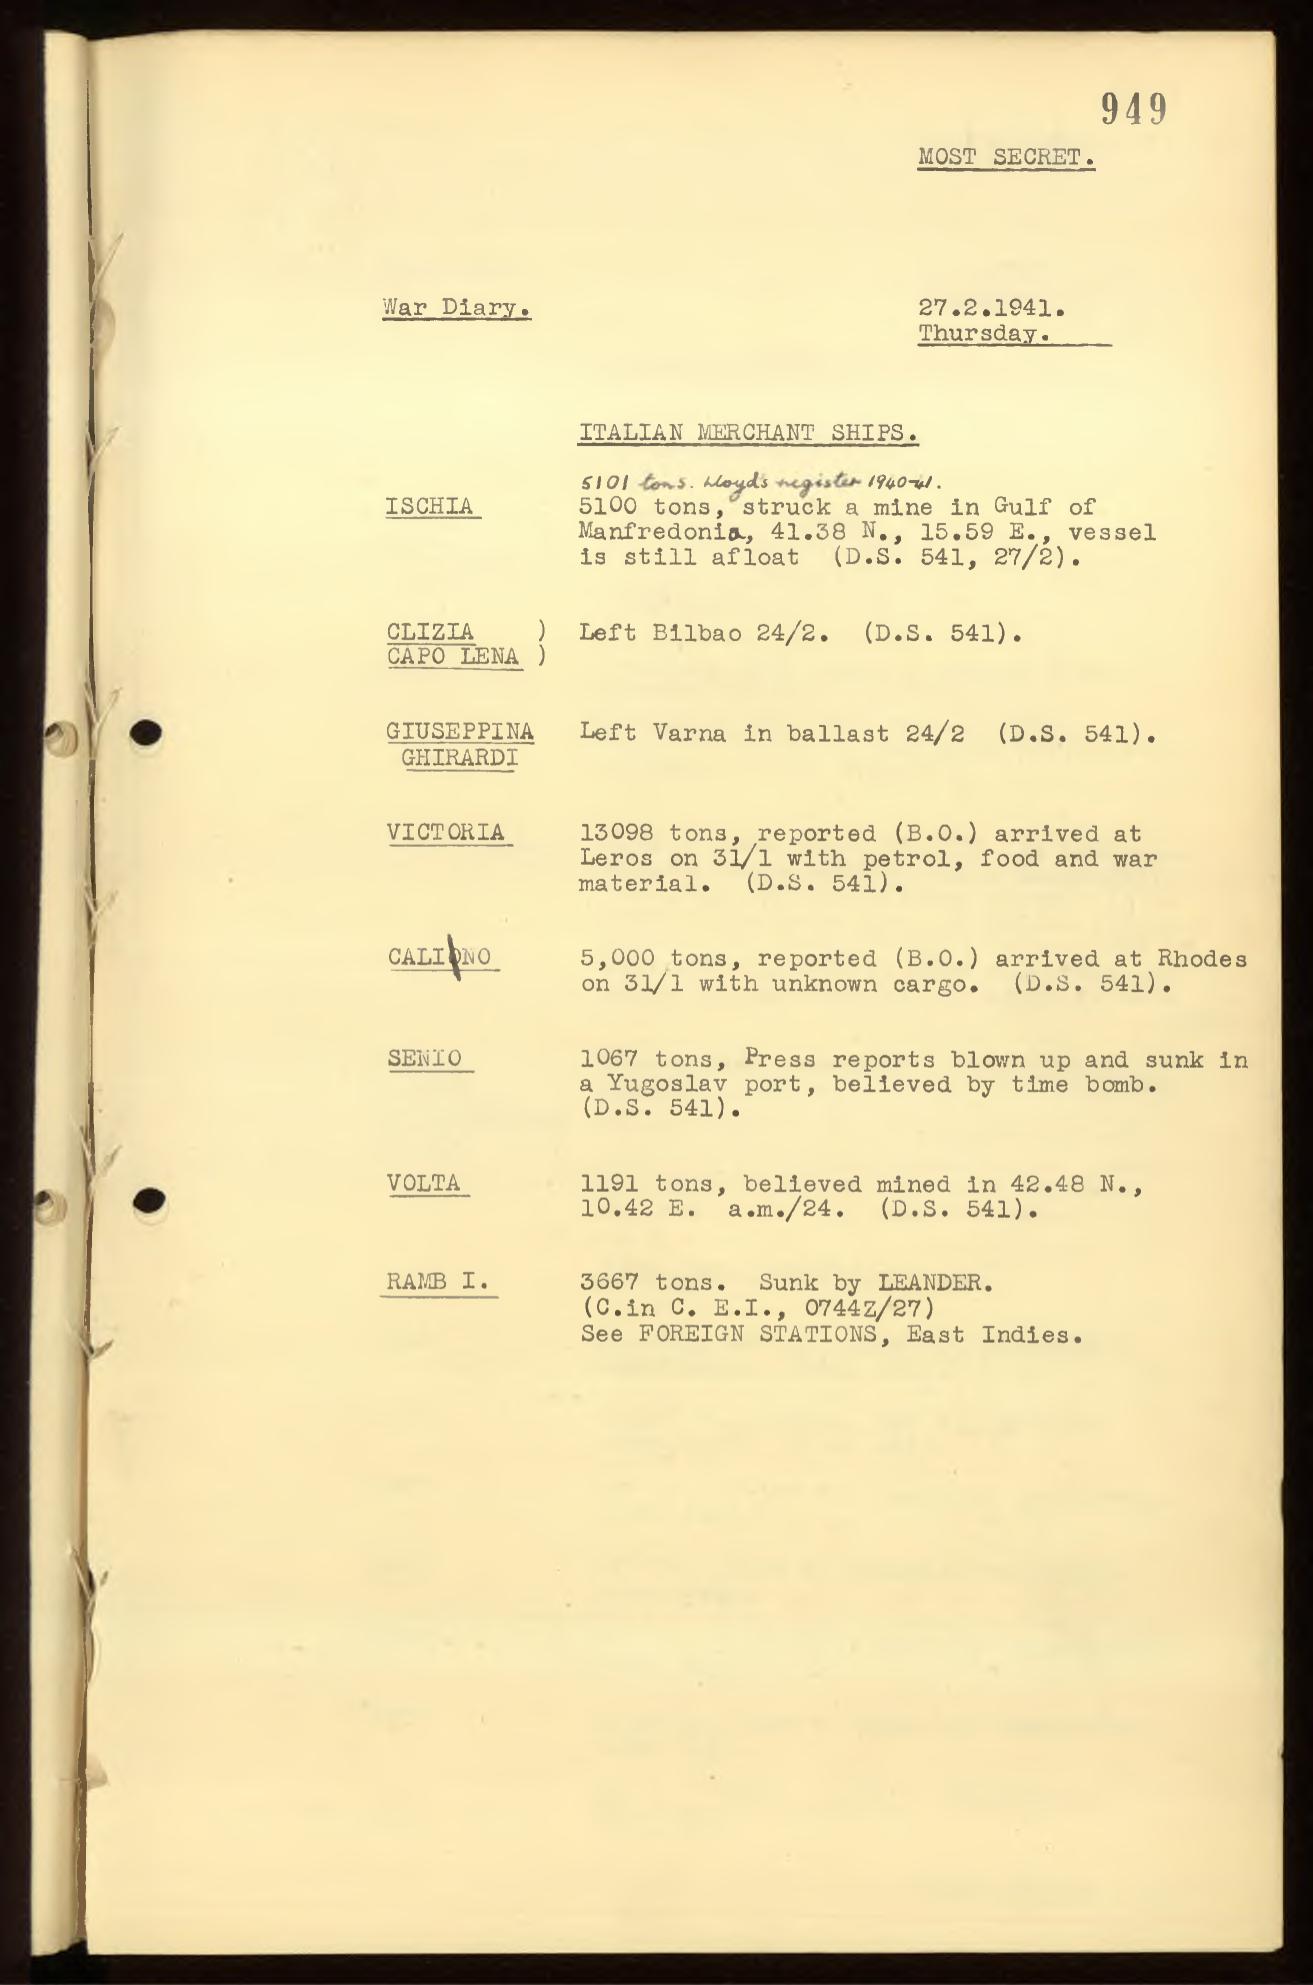 949
MOST SECRET.
War Diary. 27.2.1941.
Thursday.
ITALIAN MERCHANT SHIPS.
5101 tons. Lloyds register 1940-41.
ISCHIA 5100 tons, struck a mine in Gulf of
Manfredonia, 41.38 N., 15.59 E., vessel
is still afloat (D.S. 541, 27/2).
CLIZIA ) Left Bilbao 24/2. (D.S. 541).
CAPO LENA )
GIUSEPPINA Left Varna in ballast 24/2 (D.S. 541).
GHIRARDI
VICTORIA 13098 tons, reported (B.O.) arrived at
Leros on 31/1 with petrol, food and war
material. (D.S. 541).
CALINO 5,000 tons, reported (B.O.) arrived at Rhodes
on 31/1 with unknown cargo. (D.S. 541).
SENIO 1067 tons, Press reports blown up and sunk in
a Yugoslav port, believed by time bomb.
(D.S. 541).
VOLTA 1191 tons, believed mined in 42.48 N.,
10.42 E. a.m./24. (D.S. 541).
RAMB I. 3667 tons. Sunk by LEANDER.
(C.in C. E.I., 0744Z/27)
See FOREIGN STATIONS, East Indies.